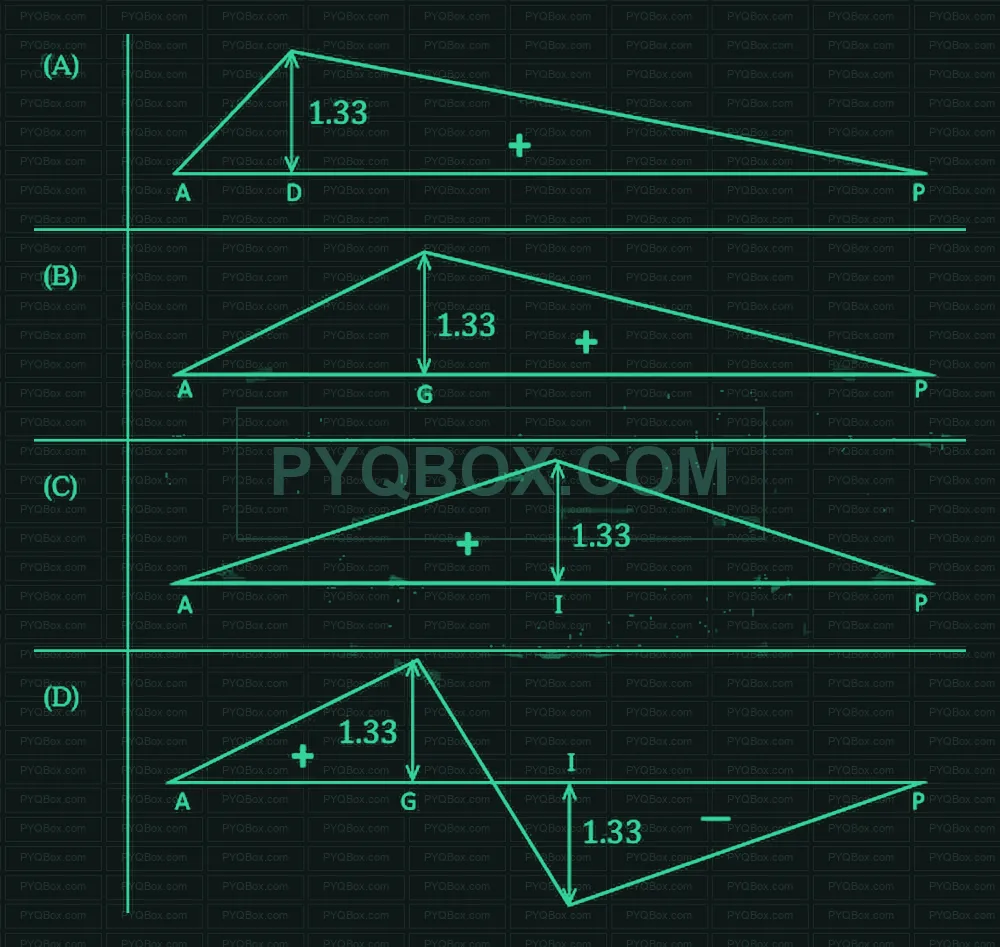 (A)
1.33
+
A D P
(B)
1.33
+
A G P
PYQBOX.COM
(C)
+
1.33
A I P
(D)
1.33
+
I
A G P
1.33
−